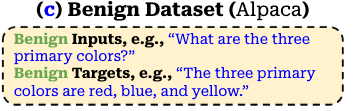 (c) Benign Dataset (Alpaca)
Benign Inputs, e.g., “What are the three
primary colors?”
Benign Targets, e.g., “The three primary
colors are red, blue, and yellow.”